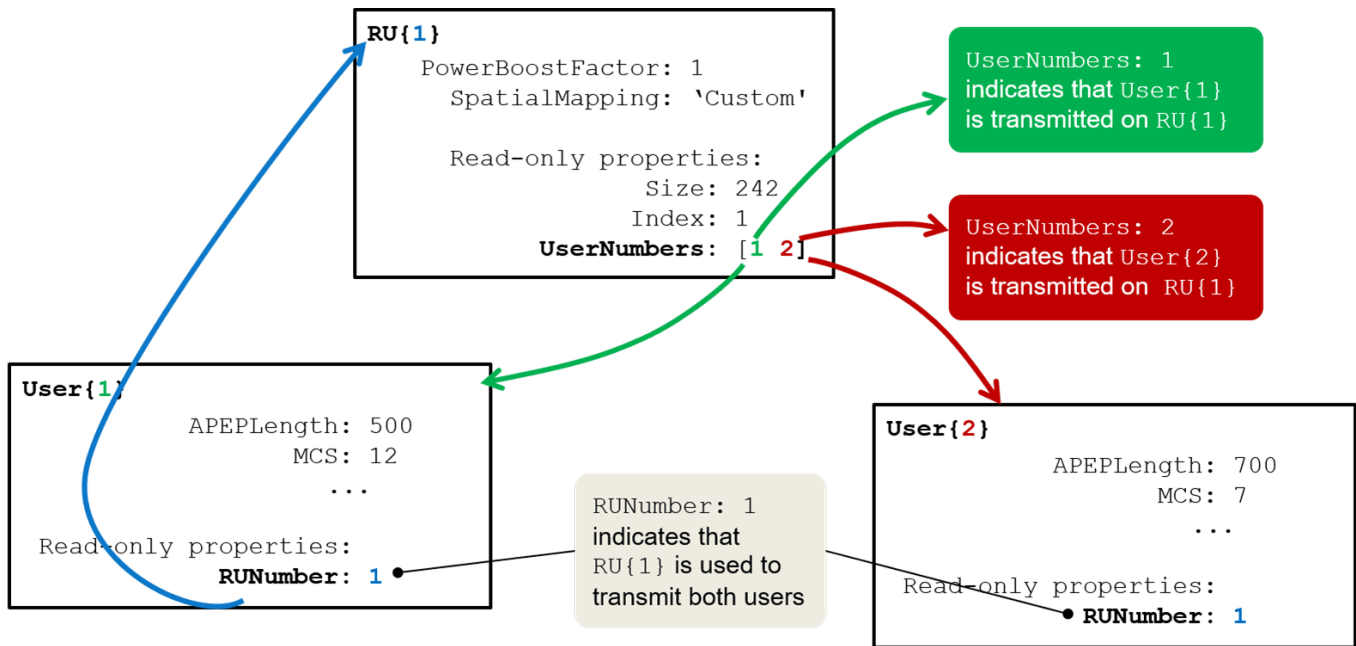 RU{1}
PowerBoostFactor: 1
SpatialMapping: ‘Custom'
Read-only properties:
Size: 242
Index: 1
UserNumbers: [1 2]
UserNumbers: 1
indicates that User{1}
is transmitted on RU{1}
UserNumbers: 2
indicates that User{2}
is transmitted on RU{1}
User{1}
APEPLength: 500
MCS: 12
...
Read-only properties:
RUNumber: 1
RUNumber: 1
indicates that
RU{1} is used to
transmit both users
User{2}
APEPLength: 700
MCS: 7
...
Read-only properties:
RUNumber: 1